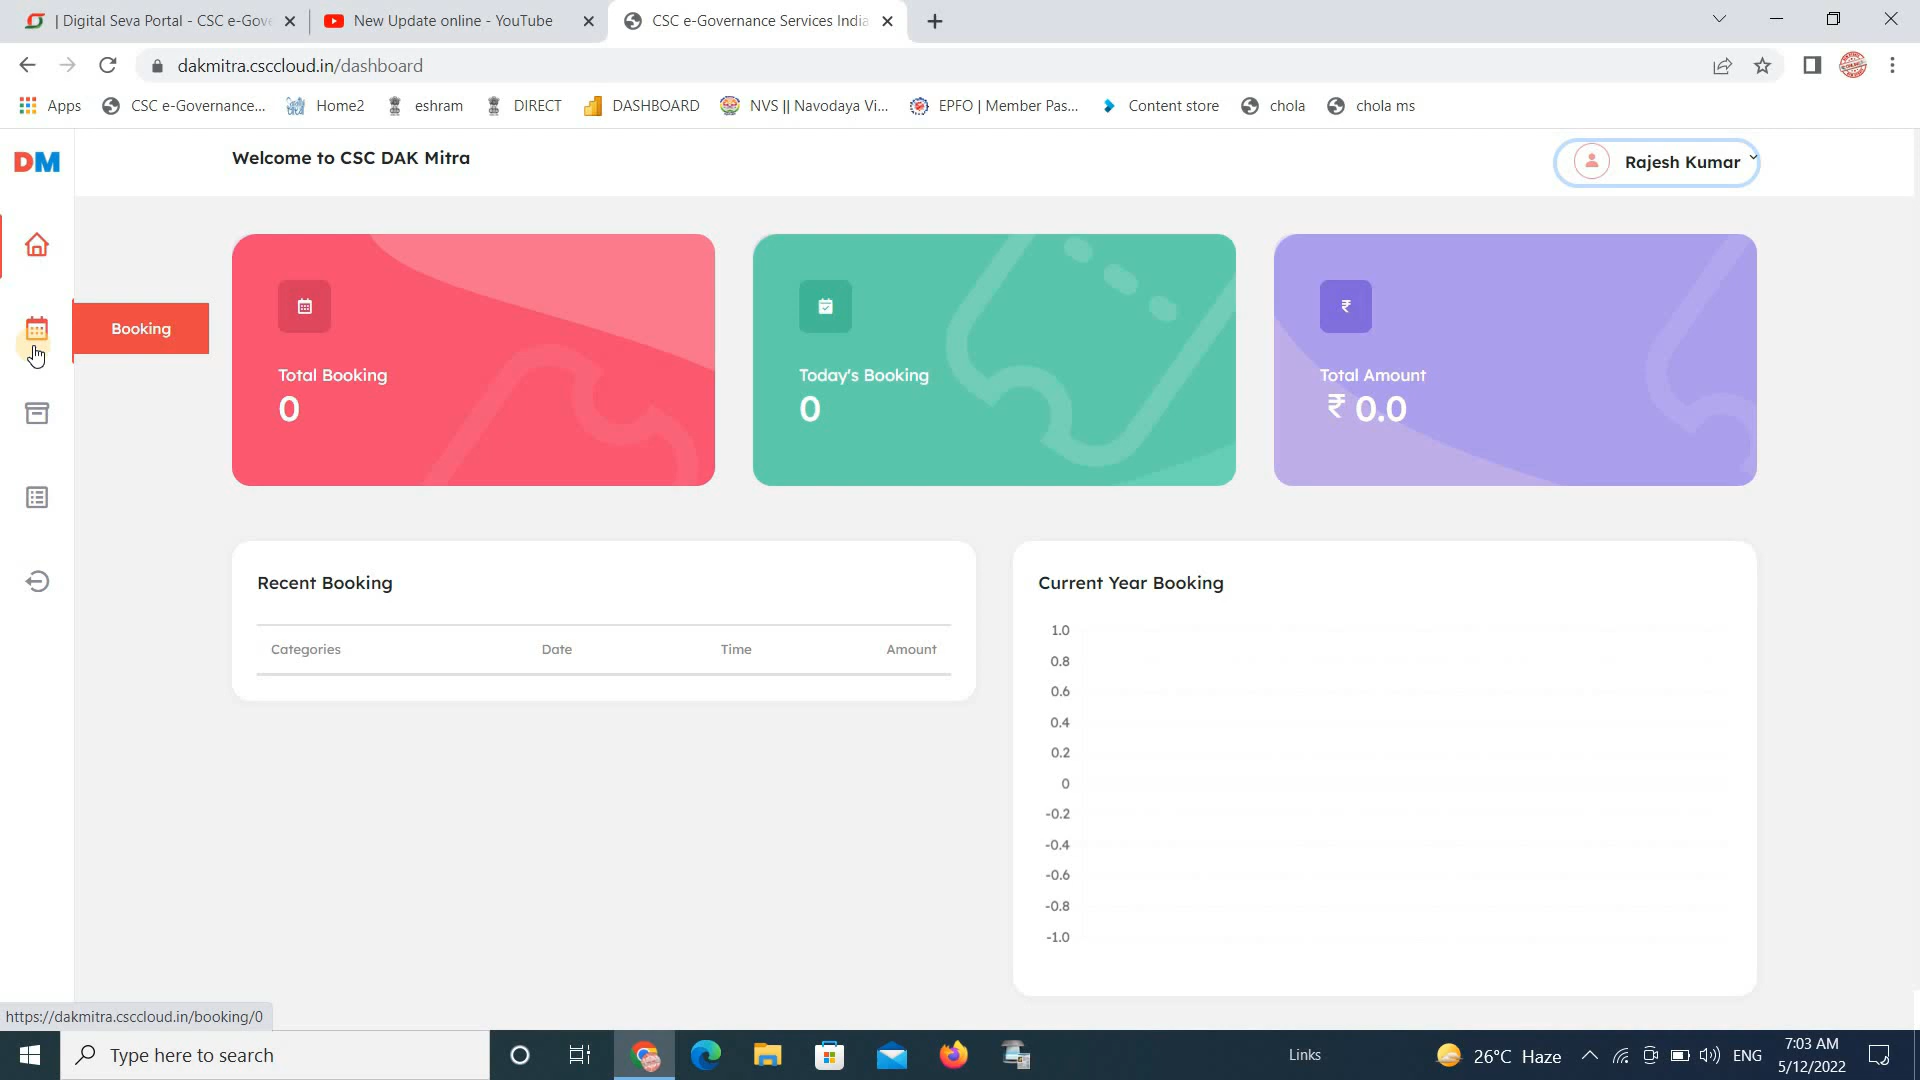 | Digital Seva Portal - CSC e-Gove
New Update online - YouTube
CSC e-Governance Services India
dakmitra.csccloud.in/dashboard
Apps
CSC e-Governance...
Home2
eshram
DIRECT
DASHBOARD
NVS || Navodaya Vi...
EPFO | Member Pas...
Content store
chola
chola ms
DM
Welcome to CSC DAK Mitra
Rajesh Kumar
Booking
Total Booking
0
Today's Booking
0
₹
Total Amount
₹ 0.0
Recent Booking
Categories Date Time Amount
Current Year Booking
1.0
0.8
0.6
0.4
0.2
0
-0.2
-0.4
-0.6
-0.8
-1.0
https://dakmitra.csccloud.in/booking/0
Type here to search
Links
26°C Haze
ENG
7:03 AM
5/12/2022